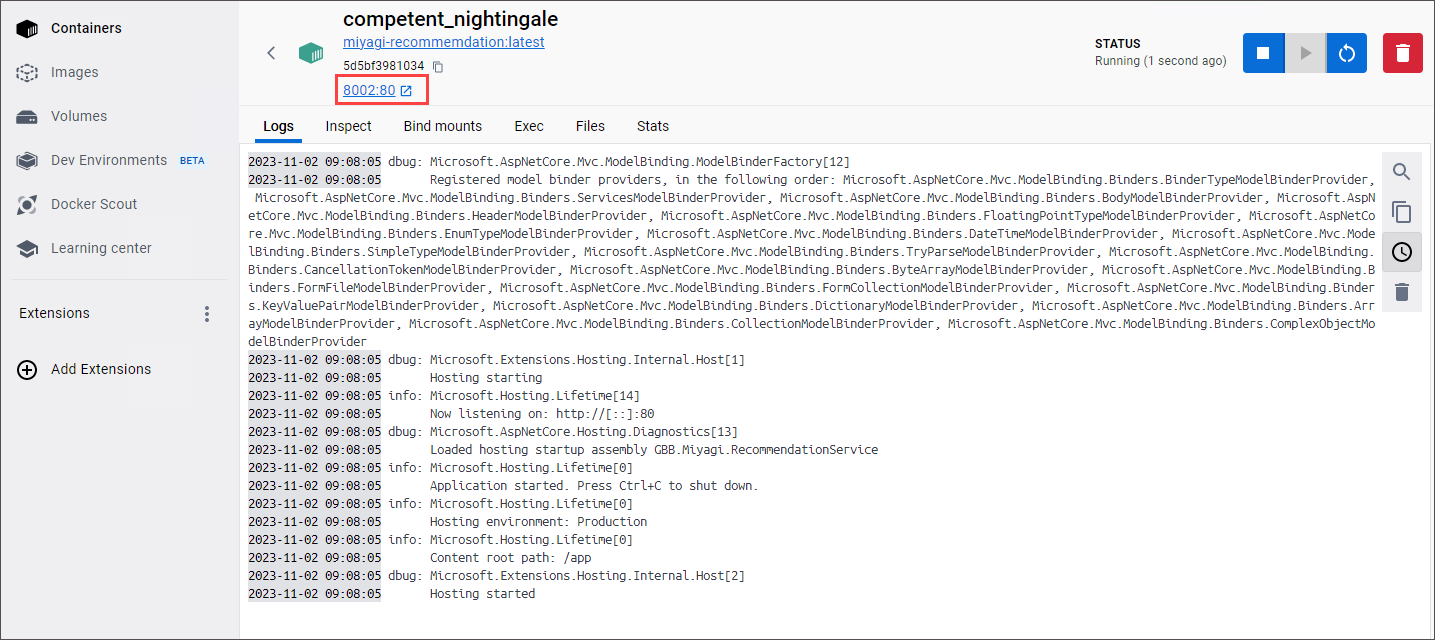 Containers
Images
Volumes
Dev Environments BETA
Docker Scout
Learning center
Extensions
Add Extensions
competent_nightingale
miyagi-recommemdation:latest
5d5bf3981034
8002:80
STATUS
Running (1 second ago)
Logs Inspect Bind mounts Exec Files Stats
2023-11-02 09:08:05 dbug: Microsoft.AspNetCore.Mvc.ModelBinding.ModelBinderFactory[12]
2023-11-02 09:08:05 Registered model binder providers, in the following order: Microsoft.AspNetCore.Mvc.ModelBinding.Binders.BinderTypeModelBinderProvider,
Microsoft.AspNetCore.Mvc.ModelBinding.Binders.ServicesModelBinderProvider, Microsoft.AspNetCore.Mvc.ModelBinding.Binders.BodyModelBinderProvider, Microsoft.AspN
etCore.Mvc.ModelBinding.Binders.HeaderModelBinderProvider, Microsoft.AspNetCore.Mvc.ModelBinding.Binders.FloatingPointTypeModelBinderProvider, Microsoft.AspNetCo
re.Mvc.ModelBinding.Binders.EnumTypeModelBinderProvider, Microsoft.AspNetCore.Mvc.ModelBinding.Binders.DateTimeModelBinderProvider, Microsoft.AspNetCore.Mvc.Mode
lBinding.Binders.SimpleTypeModelBinderProvider, Microsoft.AspNetCore.Mvc.ModelBinding.Binders.TryParseModelBinderProvider, Microsoft.AspNetCore.Mvc.ModelBinding.
Binders.CancellationTokenModelBinderProvider, Microsoft.AspNetCore.Mvc.ModelBinding.Binders.ByteArrayModelBinderProvider, Microsoft.AspNetCore.Mvc.ModelBinding.B
inders.FormFileModelBinderProvider, Microsoft.AspNetCore.Mvc.ModelBinding.Binders.FormCollectionModelBinderProvider, Microsoft.AspNetCore.Mvc.ModelBinding.Binder
s.KeyValuePairModelBinderProvider, Microsoft.AspNetCore.Mvc.ModelBinding.Binders.DictionaryModelBinderProvider, Microsoft.AspNetCore.Mvc.ModelBinding.Binders.Arr
ayModelBinderProvider, Microsoft.AspNetCore.Mvc.ModelBinding.Binders.CollectionModelBinderProvider, Microsoft.AspNetCore.Mvc.ModelBinding.Binders.ComplexObjectMo
delBinderProvider
2023-11-02 09:08:05 dbug: Microsoft.Extensions.Hosting.Internal.Host[1]
2023-11-02 09:08:05 Hosting starting
2023-11-02 09:08:05 info: Microsoft.Hosting.Lifetime[14]
2023-11-02 09:08:05 Now listening on: http://[::]:80
2023-11-02 09:08:05 dbug: Microsoft.AspNetCore.Hosting.Diagnostics[13]
2023-11-02 09:08:05 Loaded hosting startup assembly GBB.Miyagi.RecommendationService
2023-11-02 09:08:05 info: Microsoft.Hosting.Lifetime[0]
2023-11-02 09:08:05 Application started. Press Ctrl+C to shut down.
2023-11-02 09:08:05 info: Microsoft.Hosting.Lifetime[0]
2023-11-02 09:08:05 Hosting environment: Production
2023-11-02 09:08:05 info: Microsoft.Hosting.Lifetime[0]
2023-11-02 09:08:05 Content root path: /app
2023-11-02 09:08:05 dbug: Microsoft.Extensions.Hosting.Internal.Host[2]
2023-11-02 09:08:05 Hosting started